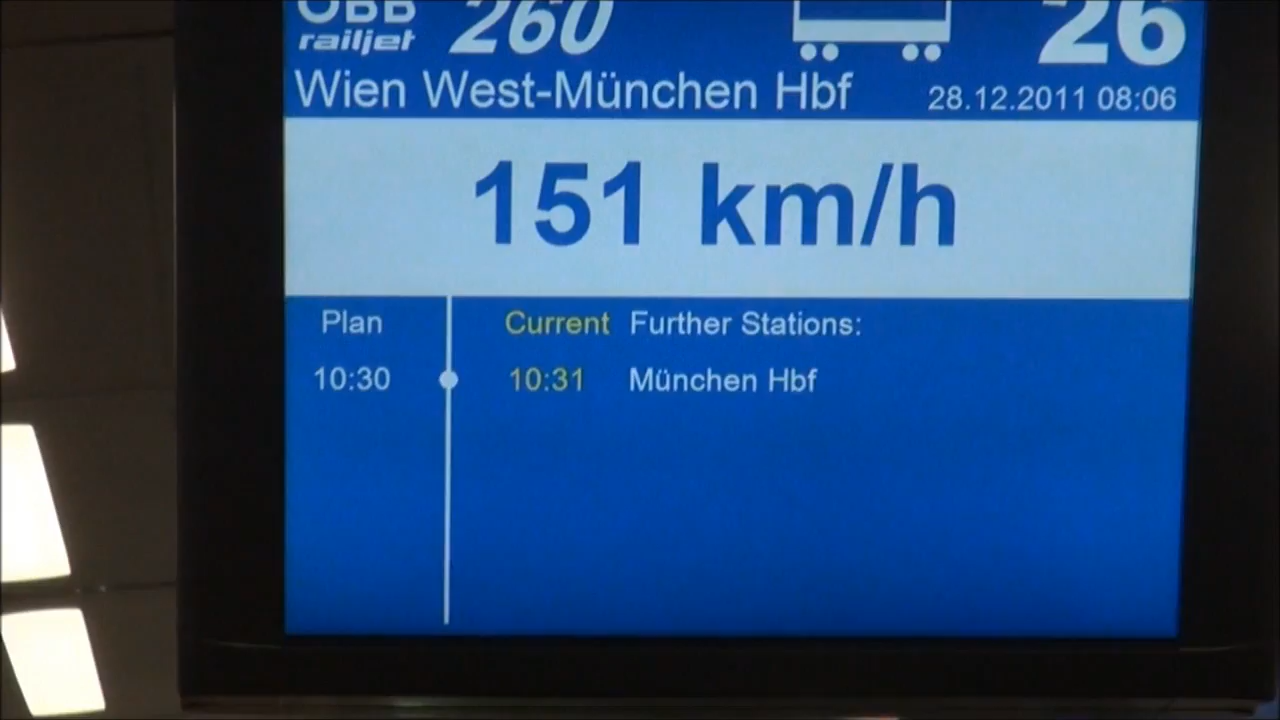 ÖBB 260 26
railjet
Wien West-München Hbf 28.12.2011 08:06
151 km/h
Plan Current Further Stations:
10:30 10:31 München Hbf